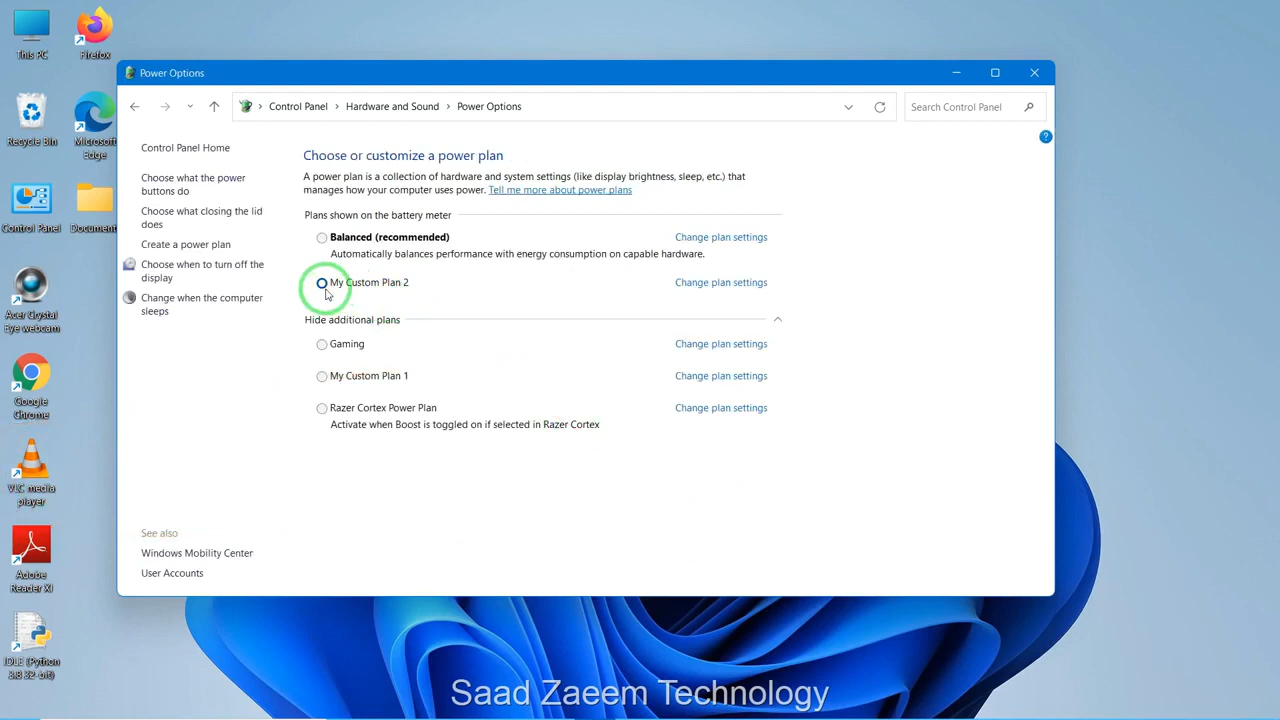 This PC
Firefox
Recycle Bin
Microsoft
Edge
Control Panel
Document
Acer Crystal
Eye webcam
Google
Chrome
VLC media
player
Adobe
Reader XI
IDLE (Python
3.8 32-bit)
Power Options
Control Panel > Hardware and Sound > Power Options
Search Control Panel
Control Panel Home
Choose what the power
buttons do
Choose what closing the lid
does
Create a power plan
Choose when to turn off the
display
Change when the computer
sleeps
See also
Windows Mobility Center
User Accounts
Choose or customize a power plan
A power plan is a collection of hardware and system settings (like display brightness, sleep, etc.) that
manages how your computer uses power. Tell me more about power plans
Plans shown on the battery meter
Balanced (recommended) Change plan settings
Automatically balances performance with energy consumption on capable hardware.
My Custom Plan 2 Change plan settings
Hide additional plans
Gaming Change plan settings
My Custom Plan 1 Change plan settings
Razer Cortex Power Plan Change plan settings
Activate when Boost is toggled on if selected in Razer Cortex
Saad Zaeem Technology